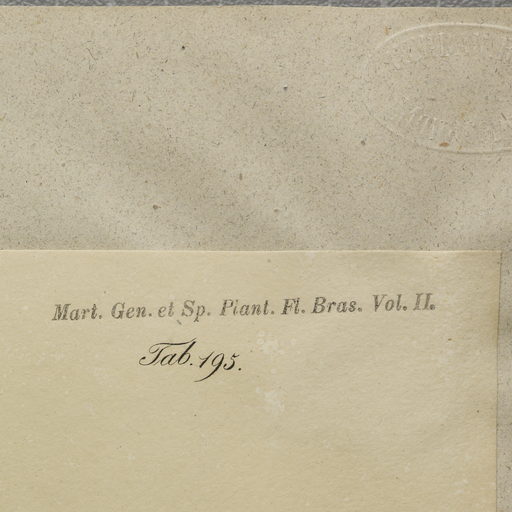 Mart. Gen. et Sp. Plant. Fl. Bras. Vol. II.
Tab. 195.